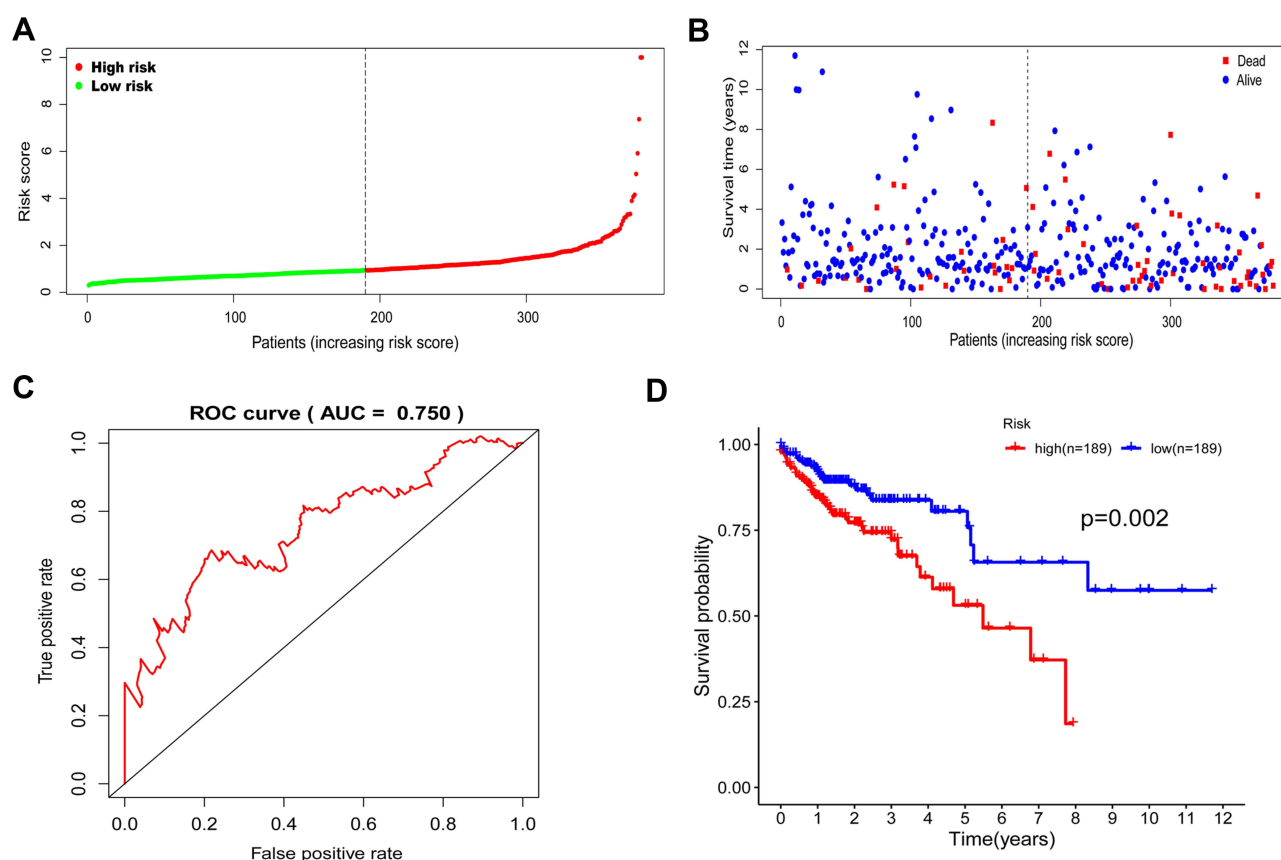 A
High risk
Low risk
Risk score
0
2
4
6
8
10
0
100
200
300
Patients (increasing risk score)
B
Dead
Alive
Survival time (years)
0
2
4
6
8
10
12
0
100
200
300
Patients (increasing risk score)
C
ROC curve ( AUC = 0.750 )
True positive rate
0.0
0.2
0.4
0.6
0.8
1.0
0.0
0.2
0.4
0.6
0.8
1.0
False positive rate
D
Risk
high(n=189)
low(n=189)
p=0.002
Survival probability
1.00
0.75
0.50
0.25
0.00
0 1 2 3 4 5 6 7 8 9 10 11 12
Time(years)